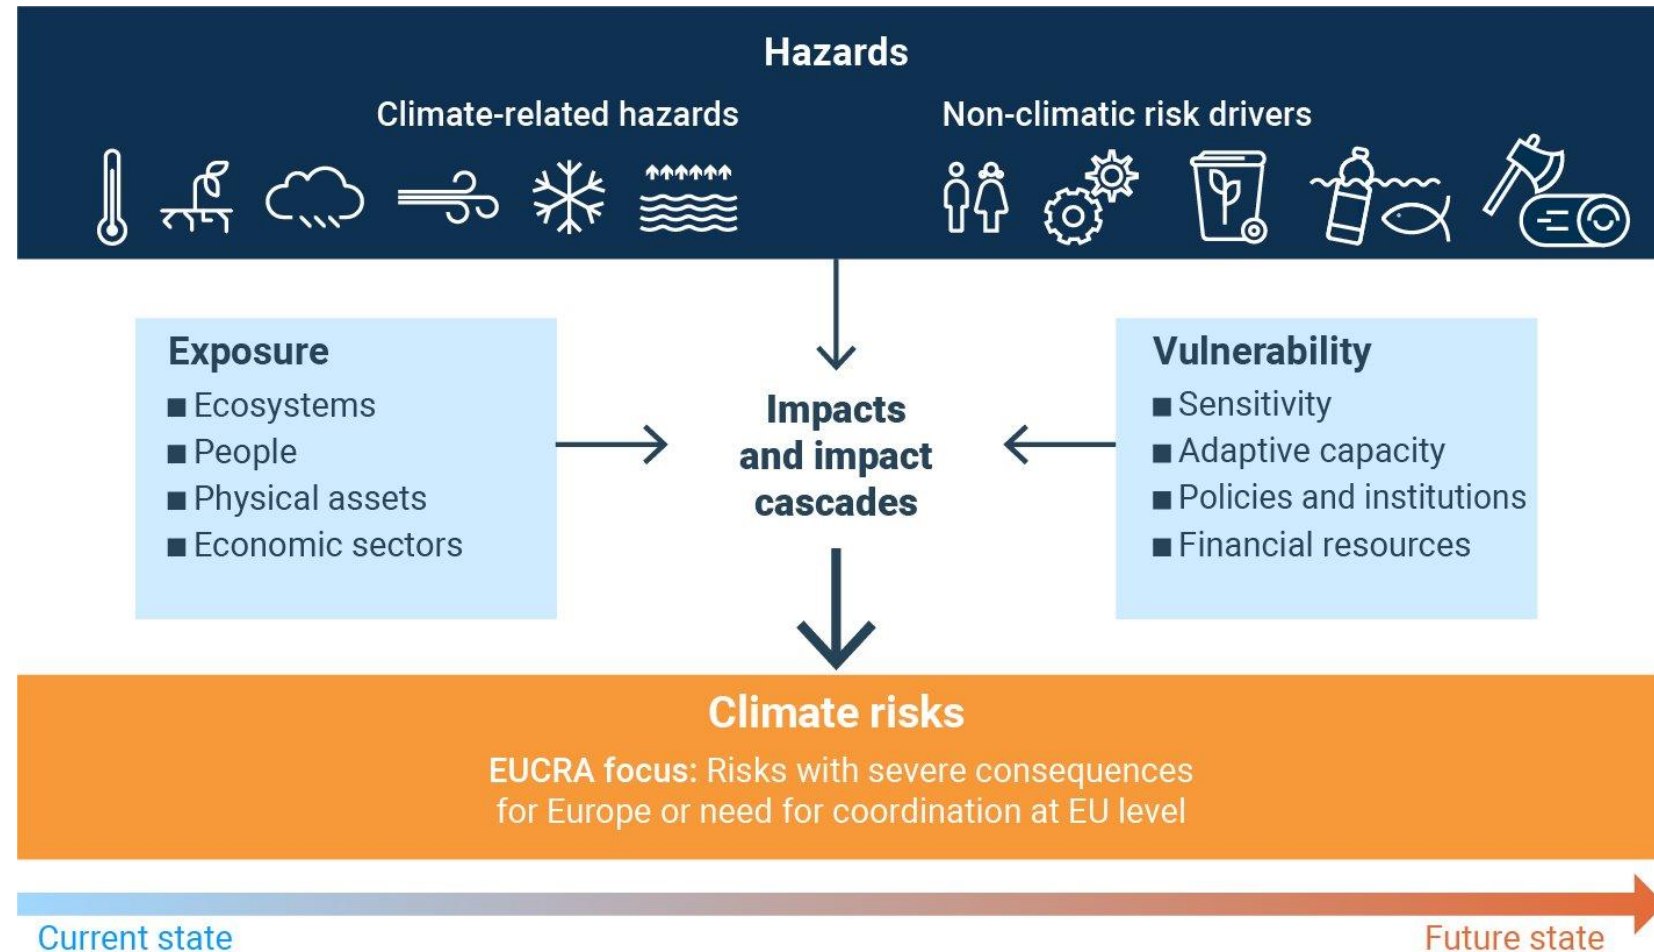 Hazards
Climate-related hazards
Non-climatic risk drivers
Exposure
■ Ecosystems
■ People
■ Physical assets
■ Economic sectors
Impacts
and impact
cascades
Vulnerability
■ Sensitivity
■ Adaptive capacity
■ Policies and institutions
■ Financial resources
Climate risks
EUCRA focus: Risks with severe consequences
for Europe or need for coordination at EU level
Current state
Future state